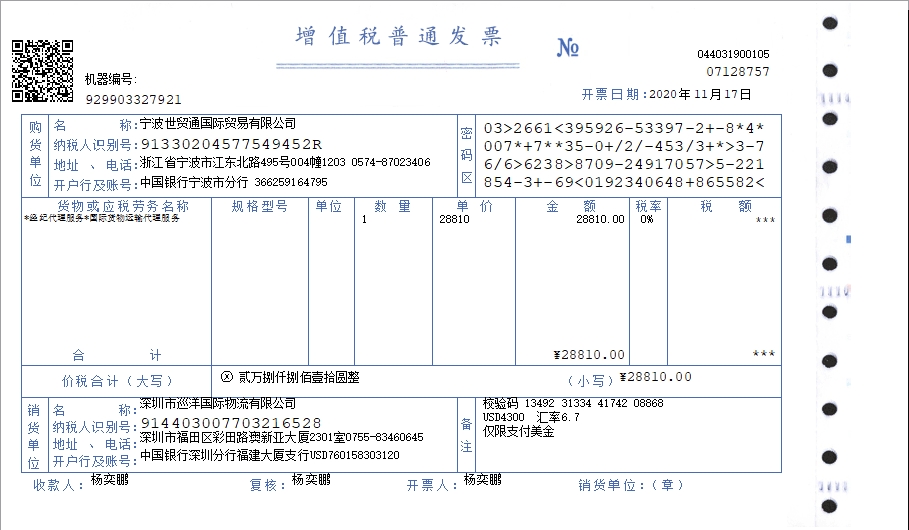 增值税普通发票
№
044031900105
07128757
机器编号:
929903327921
开票日期:2020年11月17日
购货单位
名称:宁波世贸通国际贸易有限公司
纳税人识别号:91330204577549452R
地址、电话:浙江省宁波市江东北路495号004幢1203 0574-87023406
开户行及账号:中国银行宁波市分行 366259164795
密码区
03>2661<395926-53397-2+-8*4*
007*+7**35-0+/2/-453/3+*>3-7
6/6>6238>8709-24917057>5-221
854-3+-69<0192340648+865582<
货物或应税劳务名称 规格型号 单位 数量 单价 金额 税率 税额
*经纪代理服务*国际货物运输代理服务 1 28810 28810.00 0% ***
合计 ¥28810.00 ***
价税合计(大写) ⓧ 贰万捌仟捌佰壹拾圆整 (小写) ¥28810.00
销货单位
名称:深圳市巡洋国际物流有限公司
纳税人识别号:914403007703216528
地址、电话:深圳市福田区彩田路澳新亚大厦2301室0755-83460645
开户行及账号:中国银行深圳分行福建大厦支行USD760158303120
备注
校验码 13492 31334 41742 08868
USD4300 汇率6.7
仅限支付美金
收款人:杨奕鹏 复核:杨奕鹏 开票人:杨奕鹏 销货单位:(章)